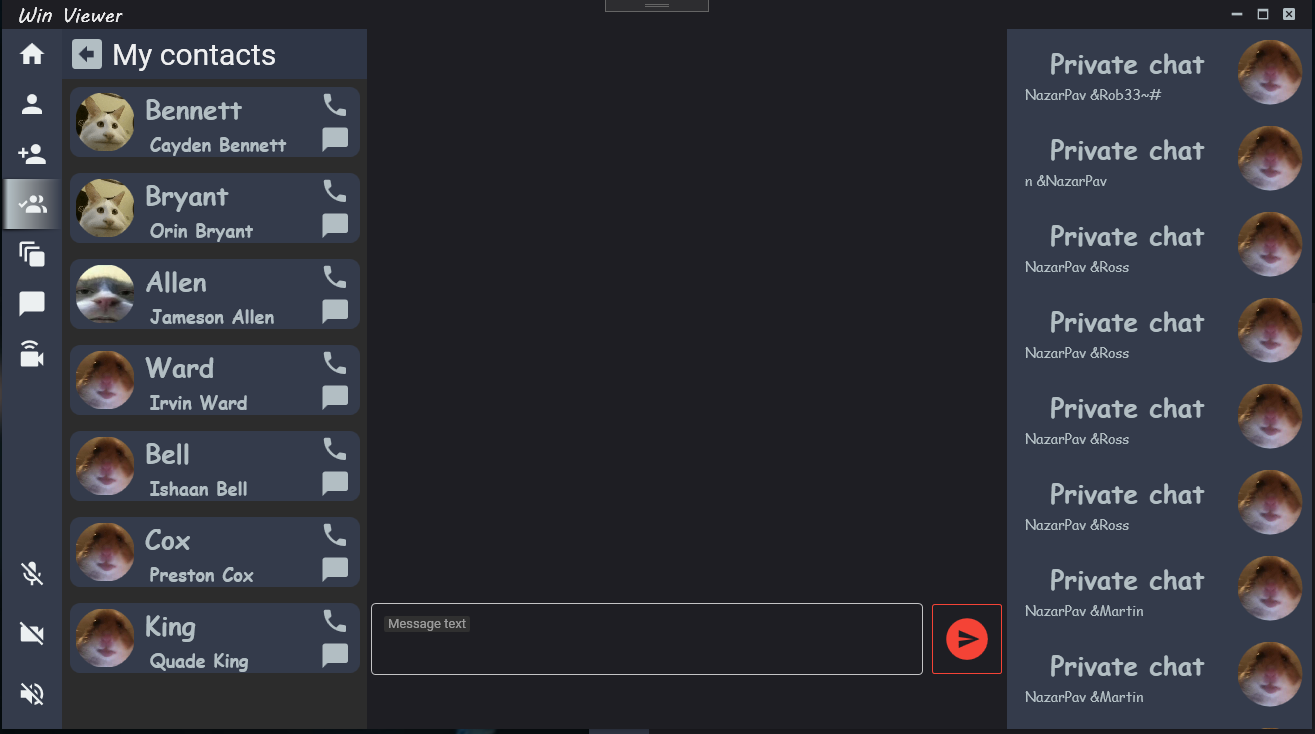 Win Viewer
My contacts
Bennett
Cayden Bennett
Bryant
Orin Bryant
Allen
Jameson Allen
Ward
Irvin Ward
Bell
Ishaan Bell
Cox
Preston Cox
King
Quade King
Message text
Private chat
NazarPav &Rob33~#
Private chat
n &NazarPav
Private chat
NazarPav &Ross
Private chat
NazarPav &Ross
Private chat
NazarPav &Ross
Private chat
NazarPav &Ross
Private chat
NazarPav &Martin
Private chat
NazarPav &Martin